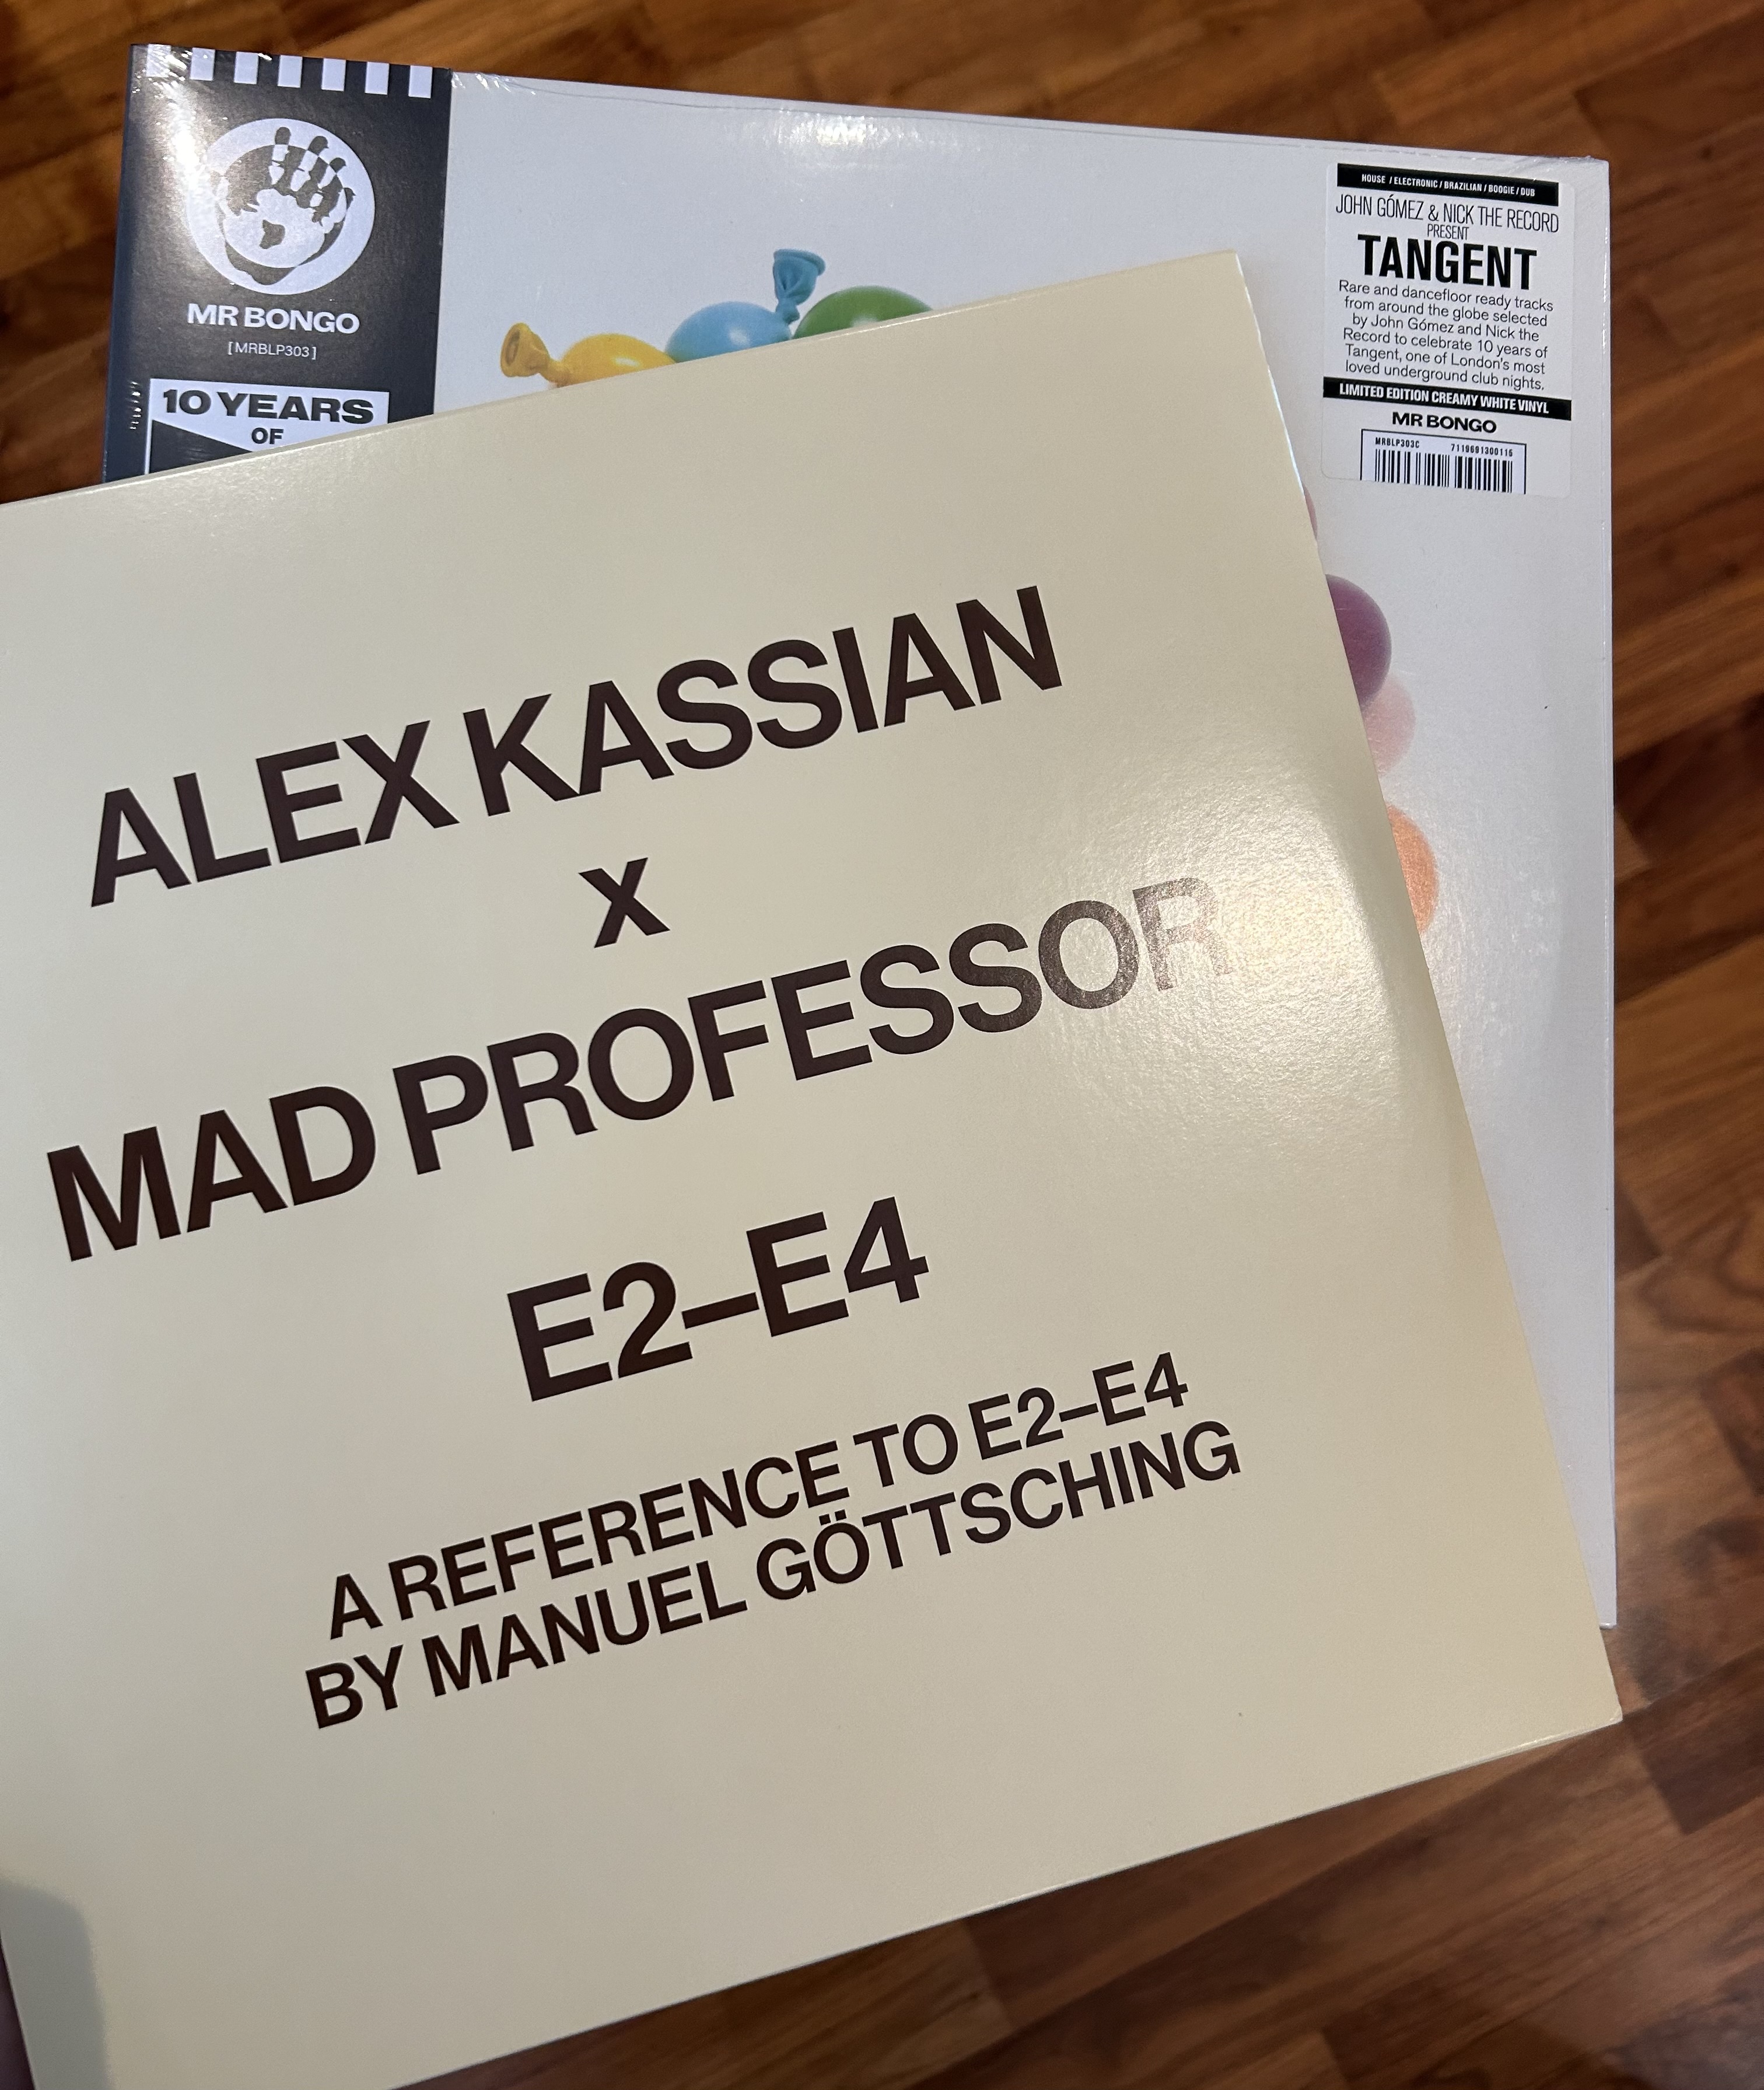 MR BONGO
[MRBLP303]
10 YEARS
OF
HOUSE / ELECTRONIC / BRAZILIAN / BOOGIE / DUB
JOHN GÓMEZ & NICK THE RECORD
PRESENT
TANGENT
Rare and dancefloor ready tracks
from around the globe selected
by John Gómez and Nick the
Record to celebrate 10 years of
Tangent, one of London's most
loved underground club nights.
LIMITED EDITION CREAMY WHITE VINYL
MR BONGO
MRBLP303C 7119691300116
ALEX KASSIAN
X
MAD PROFESSOR
E2–E4
A REFERENCE TO E2–E4
BY MANUEL GÖTTSCHING